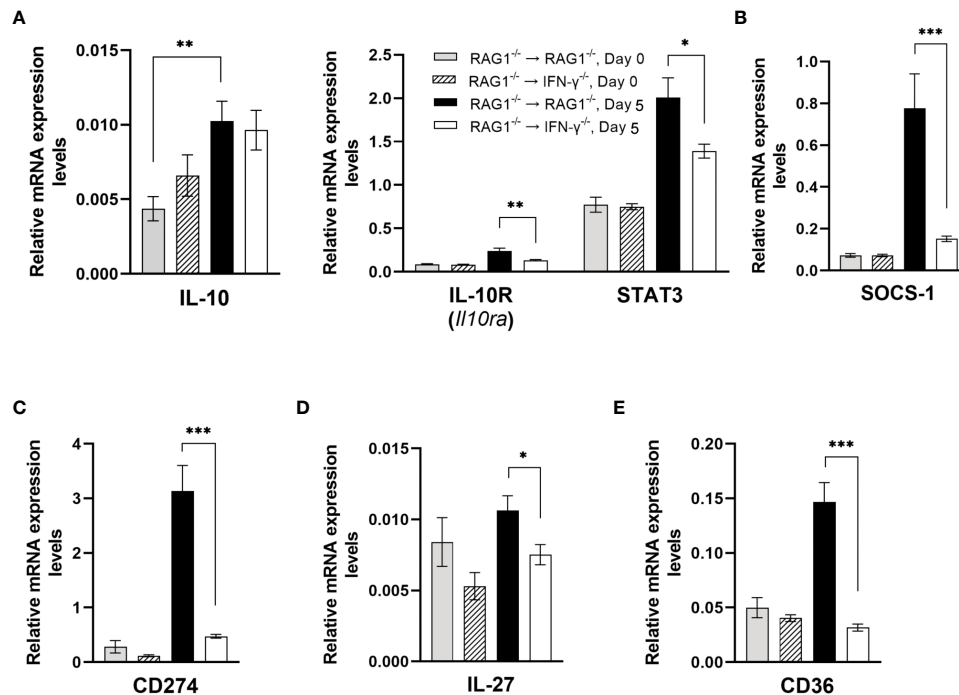 A
B
Relative mRNA expression
levels
0.015
0.010
0.005
0.000
**
IL-10
Relative mRNA expression
levels
2.5
2.0
1.5
1.0
0.5
0.0
RAG1-/- → RAG1-/-, Day 0
RAG1-/- → IFN-γ-/-, Day 0
RAG1-/- → RAG1-/-, Day 5
RAG1-/- → IFN-γ-/-, Day 5
**
*
IL-10R
(Il10ra)
STAT3
Relative mRNA expression
levels
1.0
0.8
0.6
0.4
0.2
0.0
***
SOCS-1
C
D
E
Relative mRNA expression
levels
4
3
2
1
0
***
CD274
Relative mRNA expression
levels
0.015
0.010
0.005
0.000
*
IL-27
Relative mRNA expression
levels
0.20
0.15
0.10
0.05
0.00
***
CD36